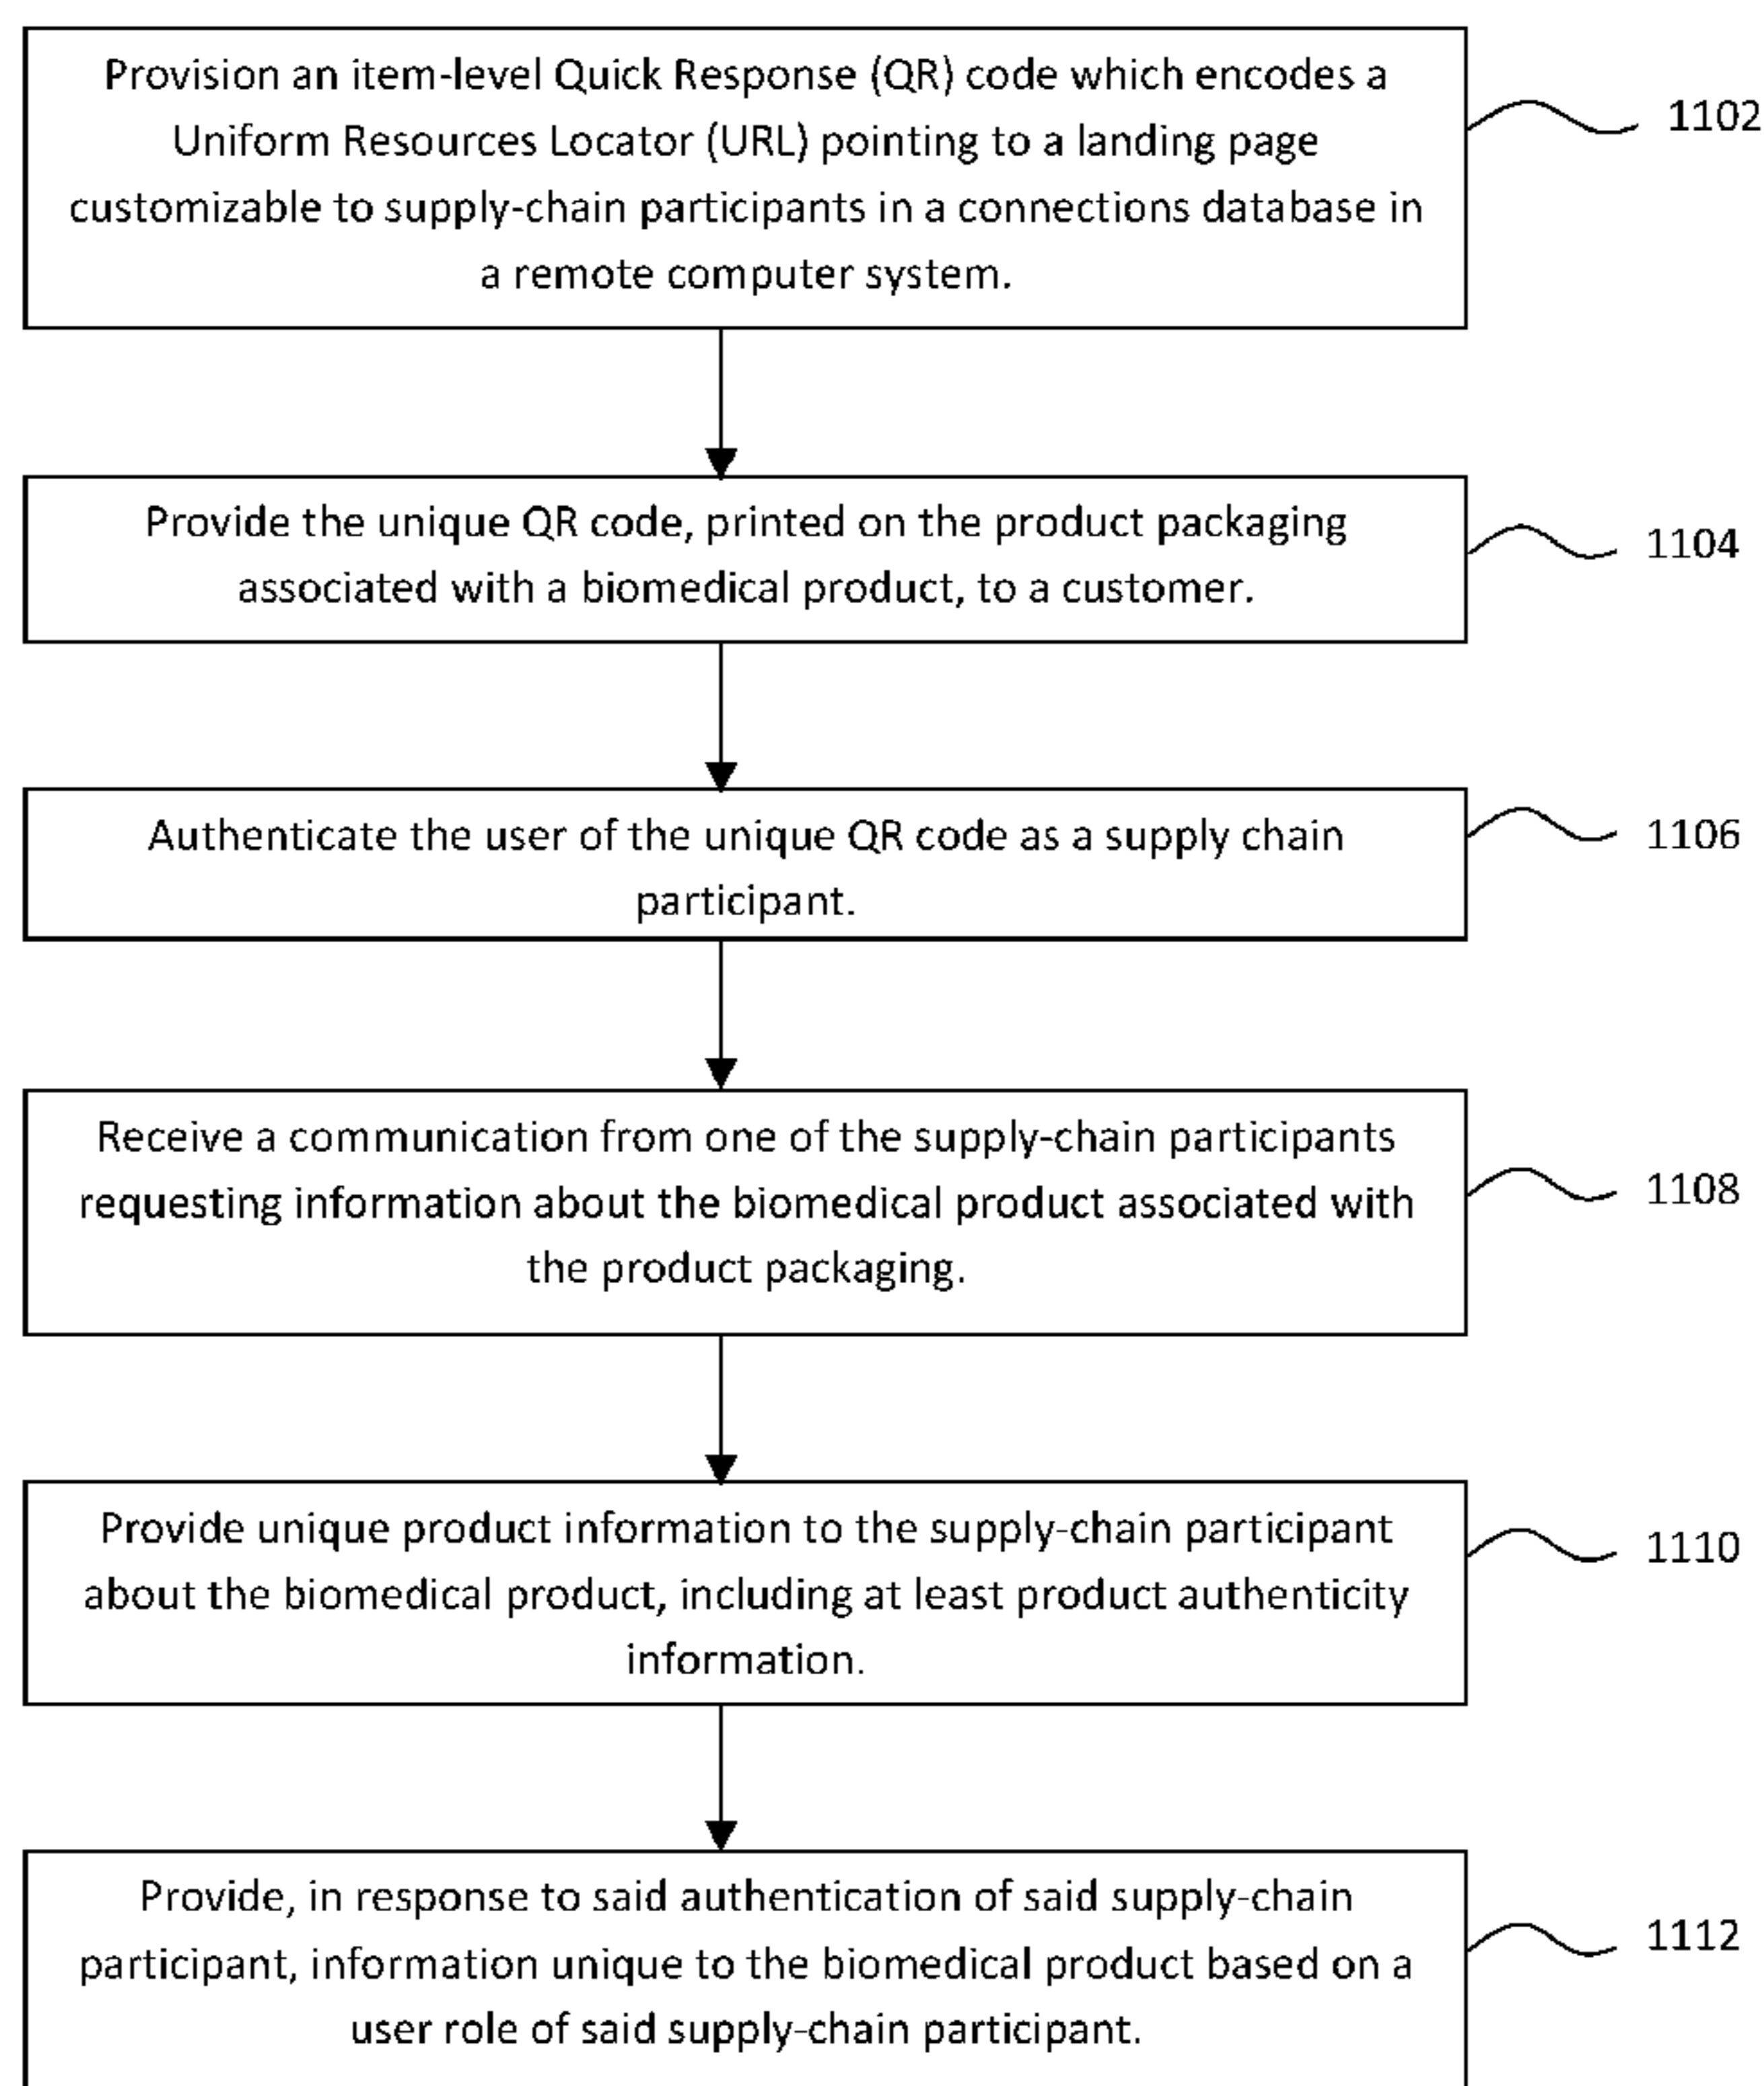 Provision an item-level Quick Response (QR) code which encodes a
Uniform Resources Locator (URL) pointing to a landing page
customizable to supply-chain participants in a connections database in
a remote computer system.
1102
Provide the unique QR code, printed on the product packaging
associated with a biomedical product, to a customer.
1104
Authenticate the user of the unique QR code as a supply chain
participant.
1106
Receive a communication from one of the supply-chain participants
requesting information about the biomedical product associated with
the product packaging.
1108
Provide unique product information to the supply-chain participant
about the biomedical product, including at least product authenticity
information.
1110
Provide, in response to said authentication of said supply-chain
participant, information unique to the biomedical product based on a
user role of said supply-chain participant.
1112